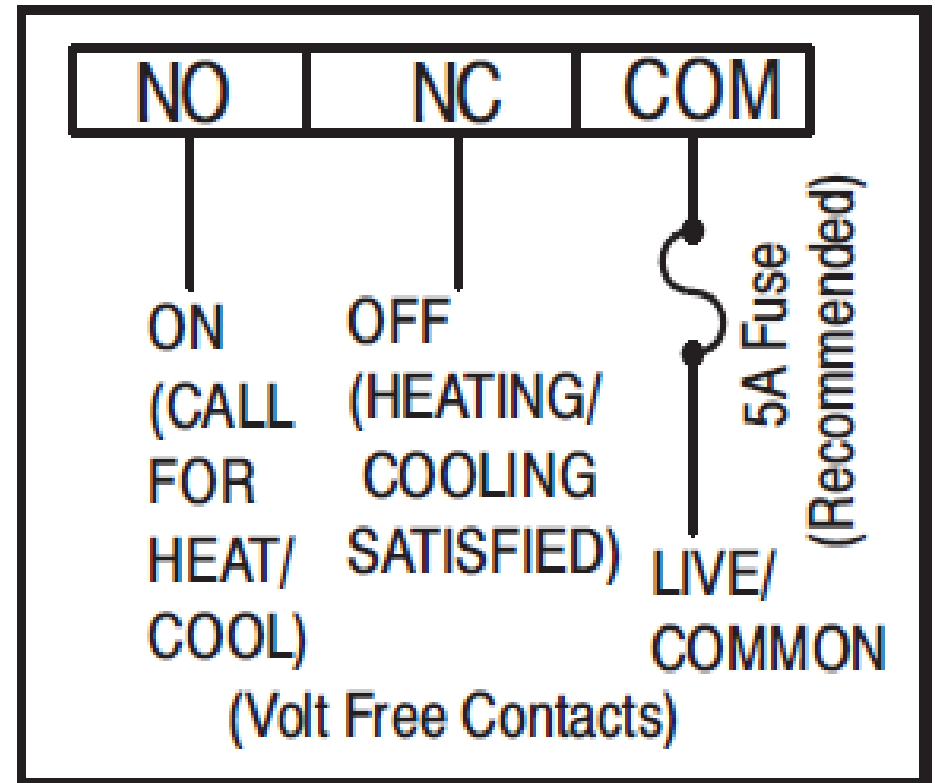 NO NC COM
ON
(CALL
FOR
HEAT/
COOL)
OFF
(HEATING/
COOLING
SATISFIED)
5A Fuse
(Recommended)
LIVE/
COMMON
(Volt Free Contacts)